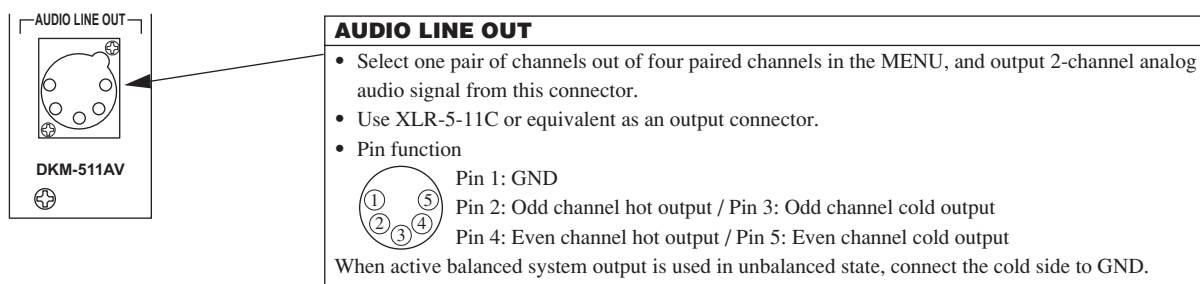 AUDIO LINE OUT
DKM-511AV
AUDIO LINE OUT
• Select one pair of channels out of four paired channels in the MENU, and output 2-channel analog
audio signal from this connector.
• Use XLR-5-11C or equivalent as an output connector.
• Pin function
1 2 3 4 5
Pin 1: GND
Pin 2: Odd channel hot output / Pin 3: Odd channel cold output
Pin 4: Even channel hot output / Pin 5: Even channel cold output
When active balanced system output is used in unbalanced state, connect the cold side to GND.